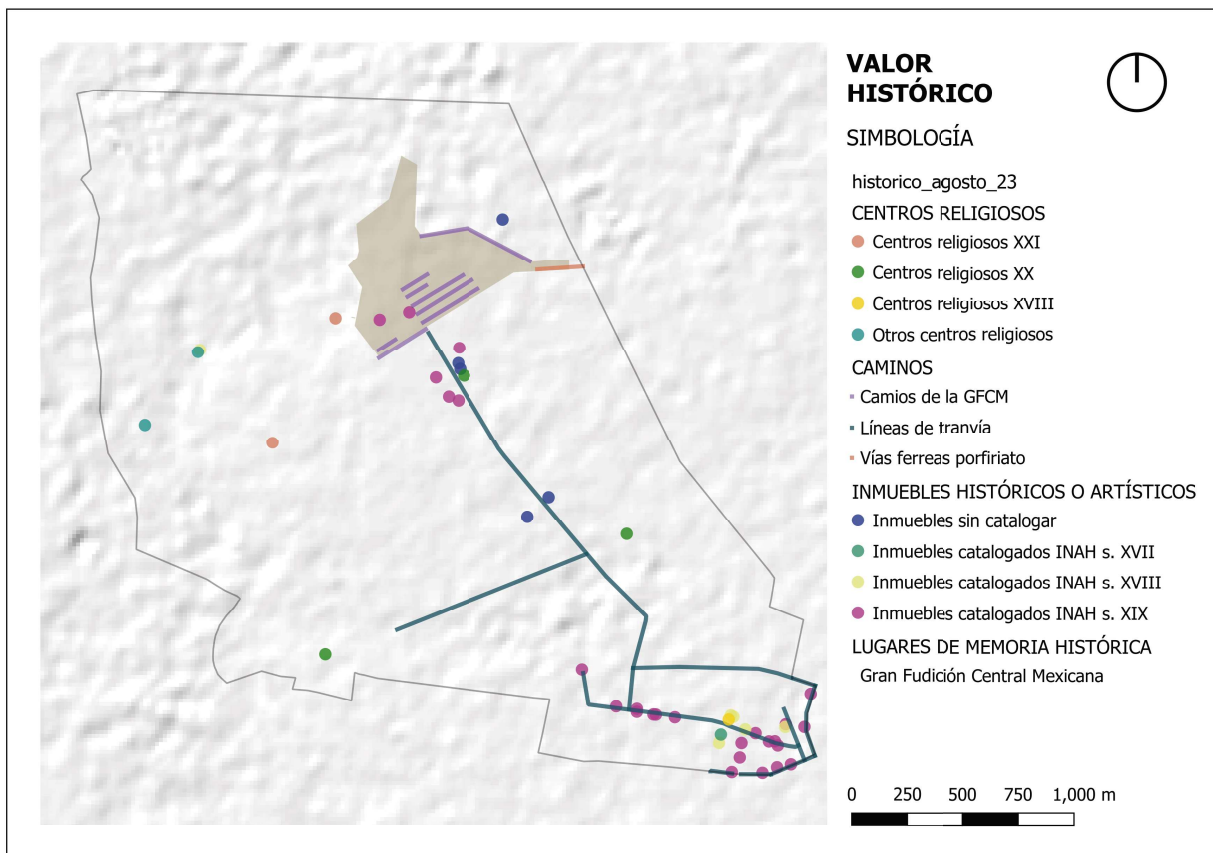 VALOR
HISTÓRICO
SIMBOLOGÍA
historico_agosto_23
CENTROS RELIGIOSOS
Centros religiosos XXI
Centros religiosos XX
Centros religiosos XVIII
Otros centros religiosos
CAMINOS
Camios de la GFCM
Líneas de tranvía
Vías ferreas porfiriato
INMUEBLES HISTÓRICOS O ARTÍSTICOS
Inmuebles sin catalogar
Inmuebles catalogados INAH s. XVII
Inmuebles catalogados INAH s. XVIII
Inmuebles catalogados INAH s. XIX
LUGARES DE MEMORIA HISTÓRICA
Gran Fudición Central Mexicana
0 250 500 750 1,000 m